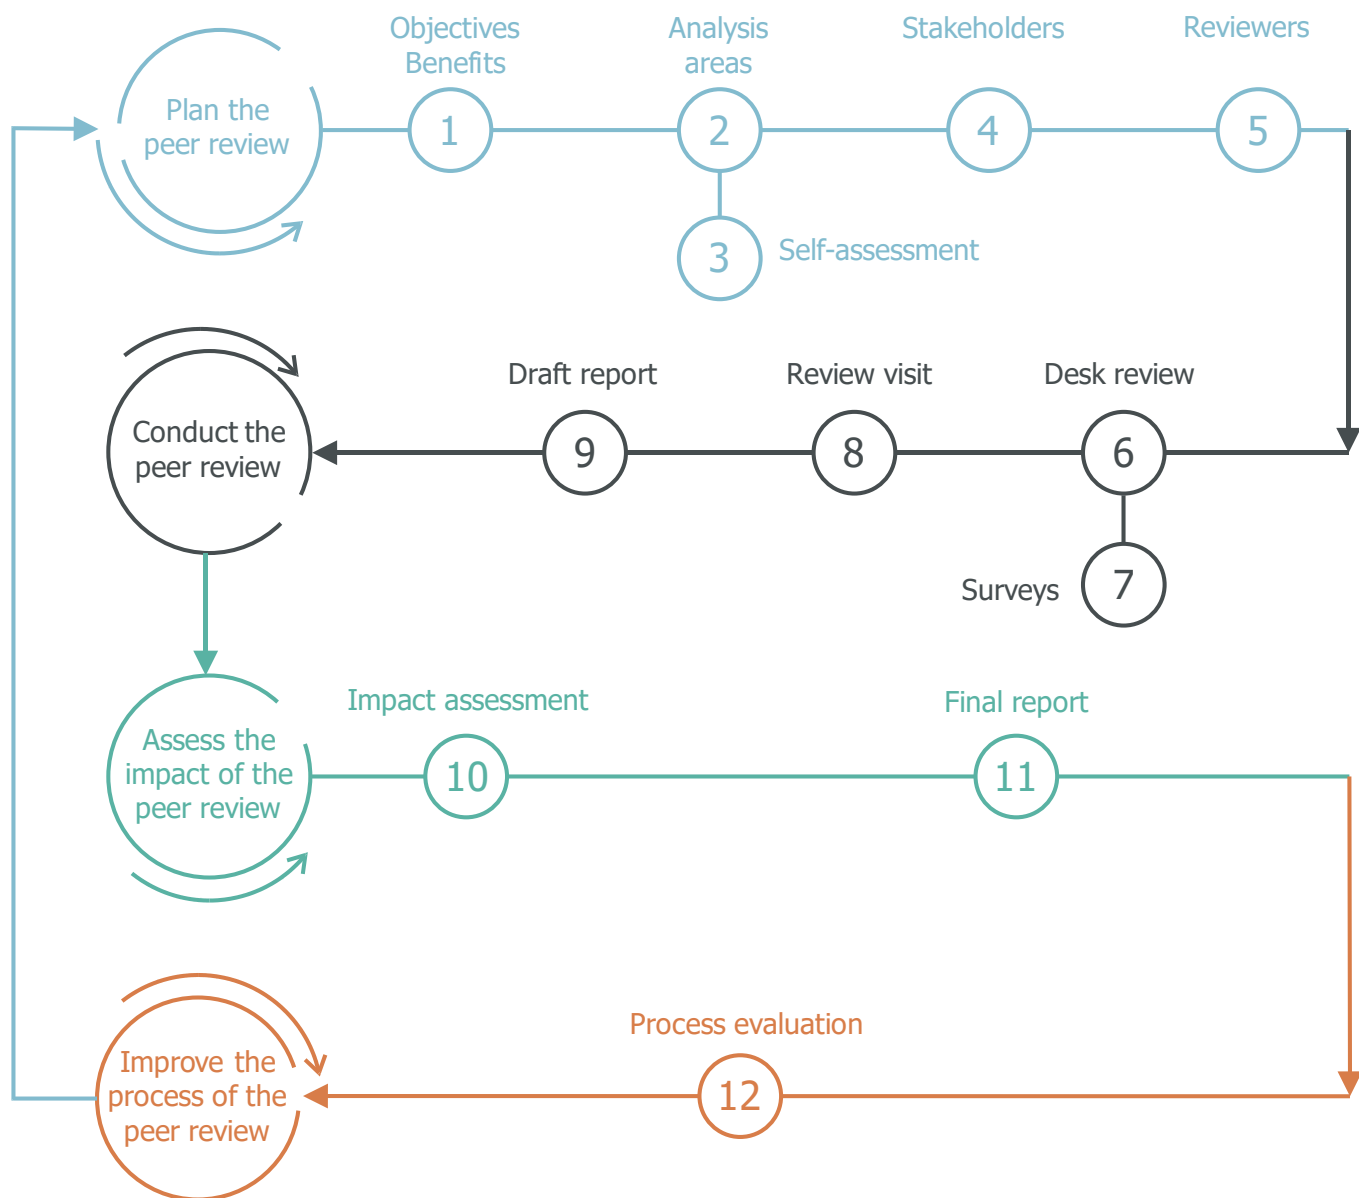 Objectives
Benefits
Analysis
areas
Stakeholders
Reviewers
Plan the
peer review
1
2
4
5
3
Self-assessment
Draft report
Review visit
Desk review
Conduct the
peer review
9
8
6
Surveys
7
Impact assessment
Final report
Assess the
impact of the
peer review
10
11
Process evaluation
Improve the
process of the
peer review
12